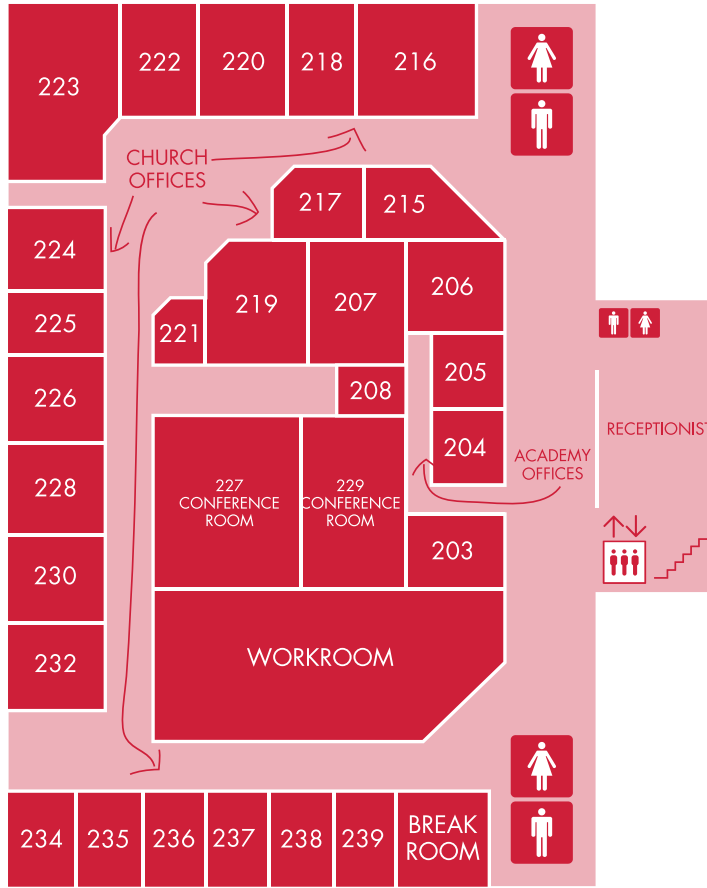 223
222
220
218
216
CHURCH
OFFICES
217
215
224
219
207
206
225
221
205
226
208
204
RECEPTIONIST
ACADEMY
OFFICES
227
CONFERENCE
ROOM
229
CONFERENCE
ROOM
228
203
230
232
WORKROOM
234
235
236
237
238
239
BREAK
ROOM